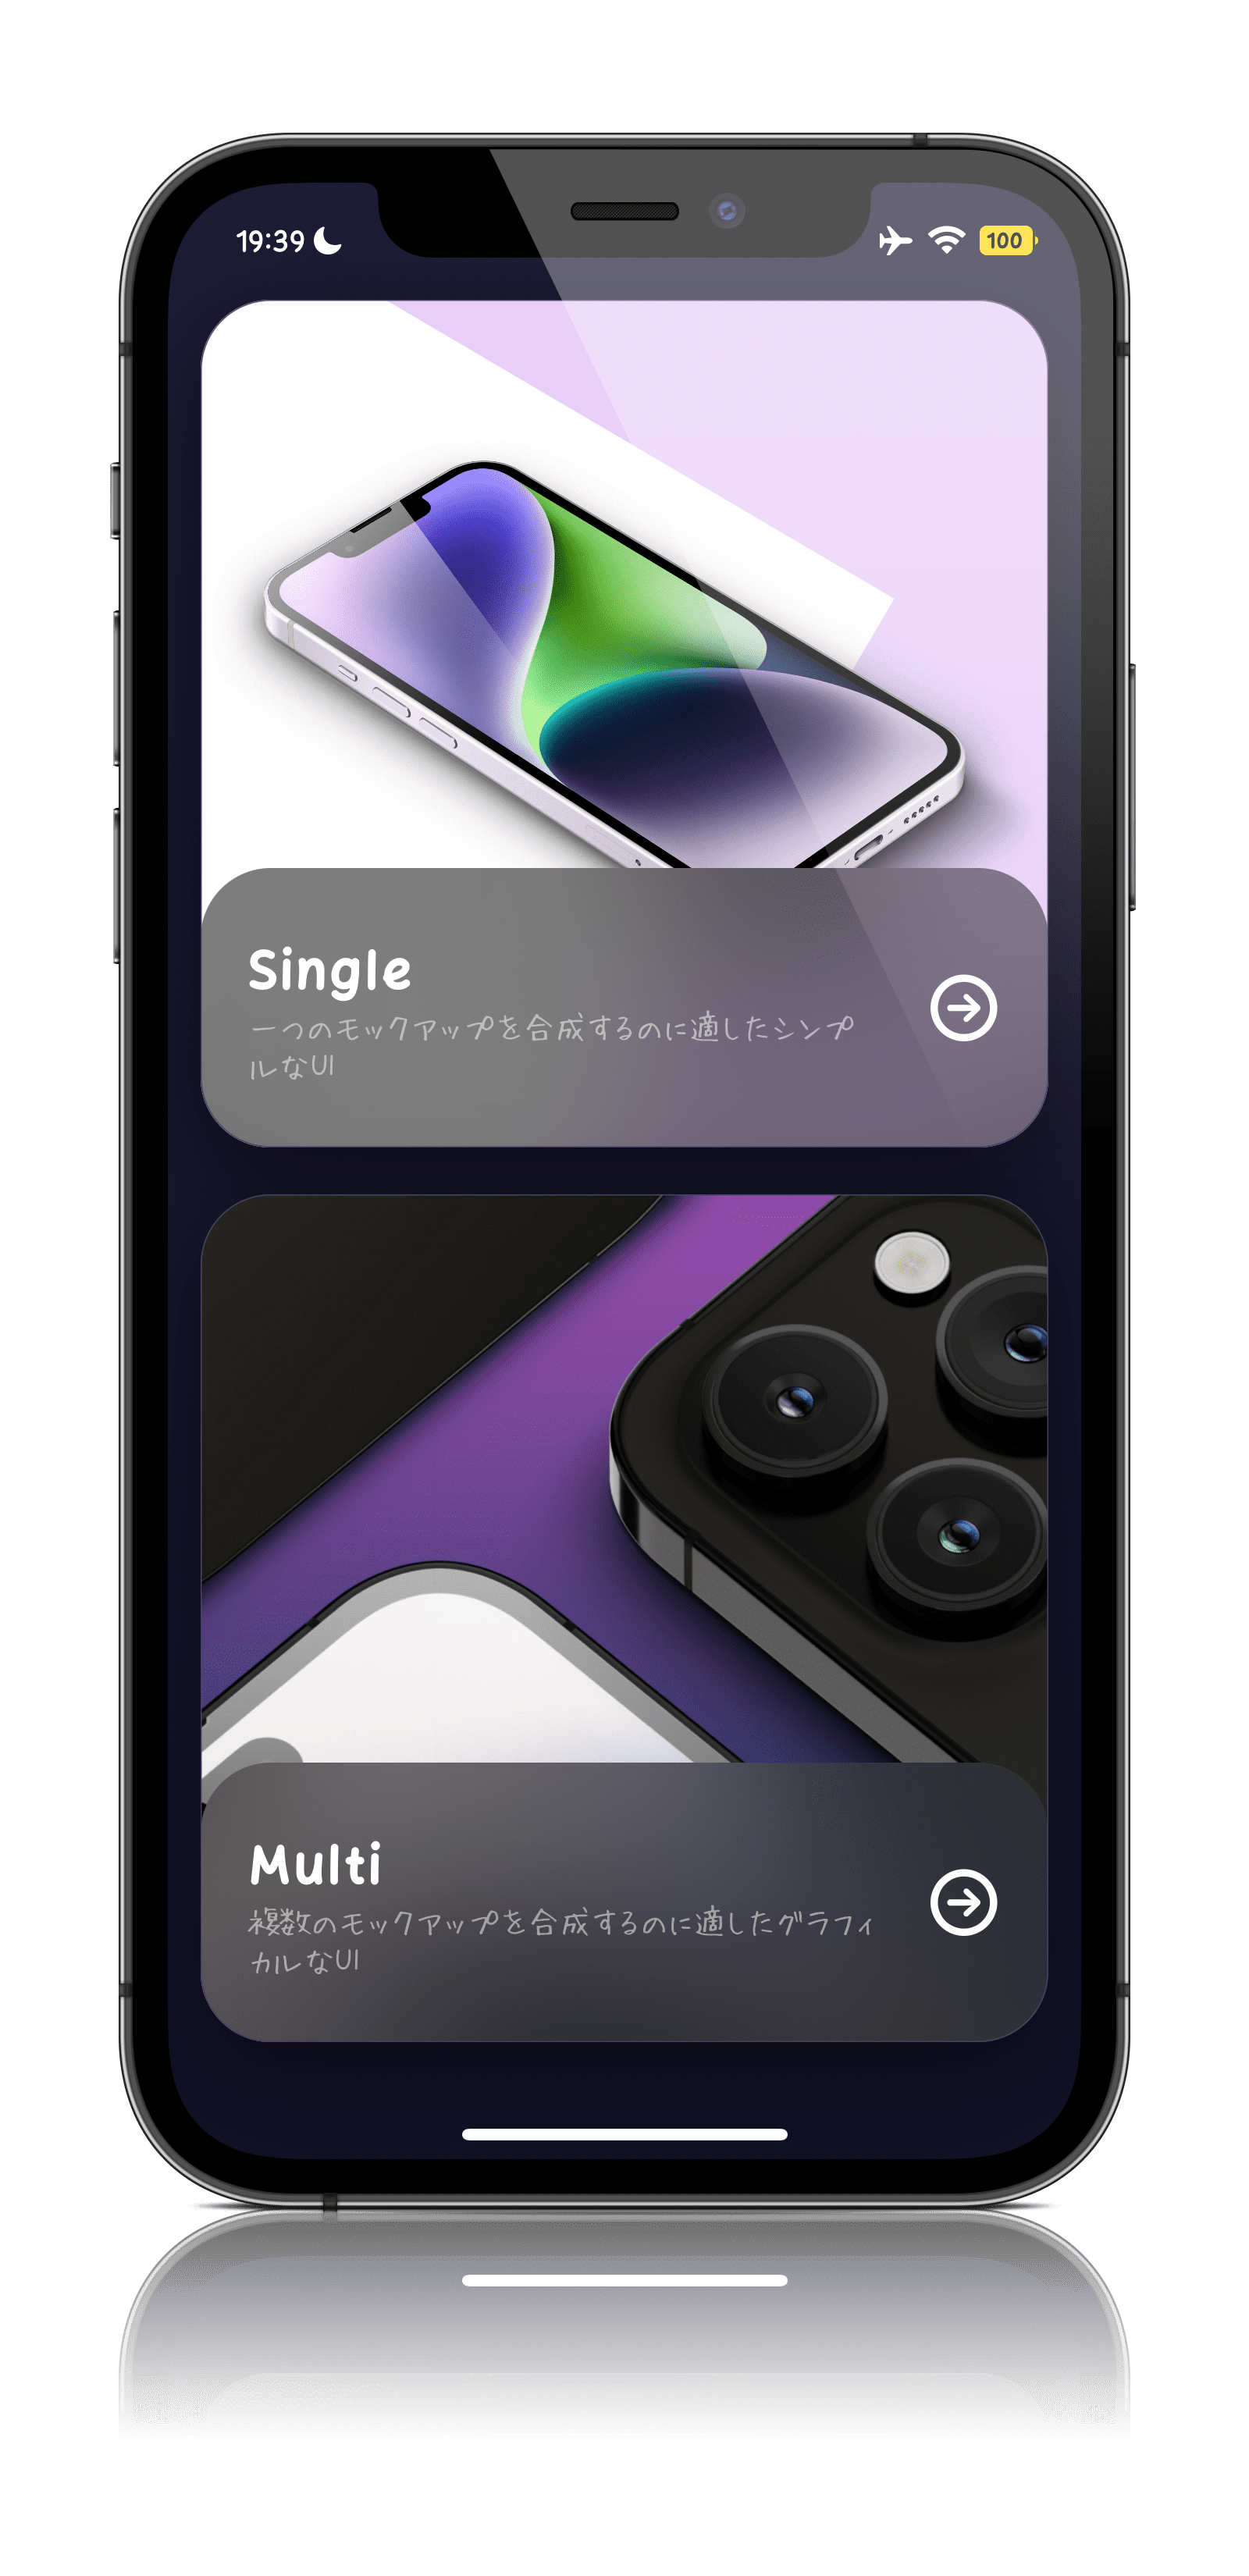 19:39
100
Single
一つのモックアップを合成するのに適したシンプ
ルなUI
Multi
複数のモックアップを合成するのに適したグラフィ
カルなUI